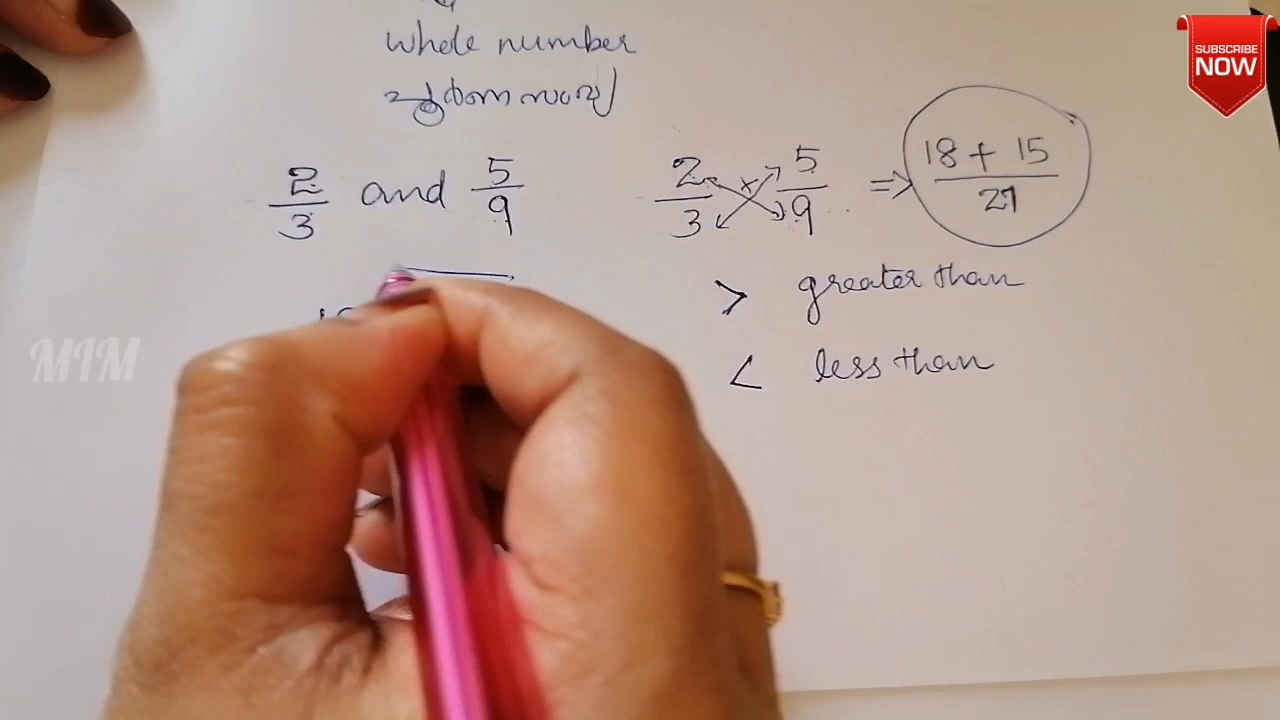 whole number
പൂർണ സംഖ്യ
2/3 and 5/9
2/3 × 5/9 => (18 + 15)/27
> greater than
< less than
MIM
SUBSCRIBE
NOW